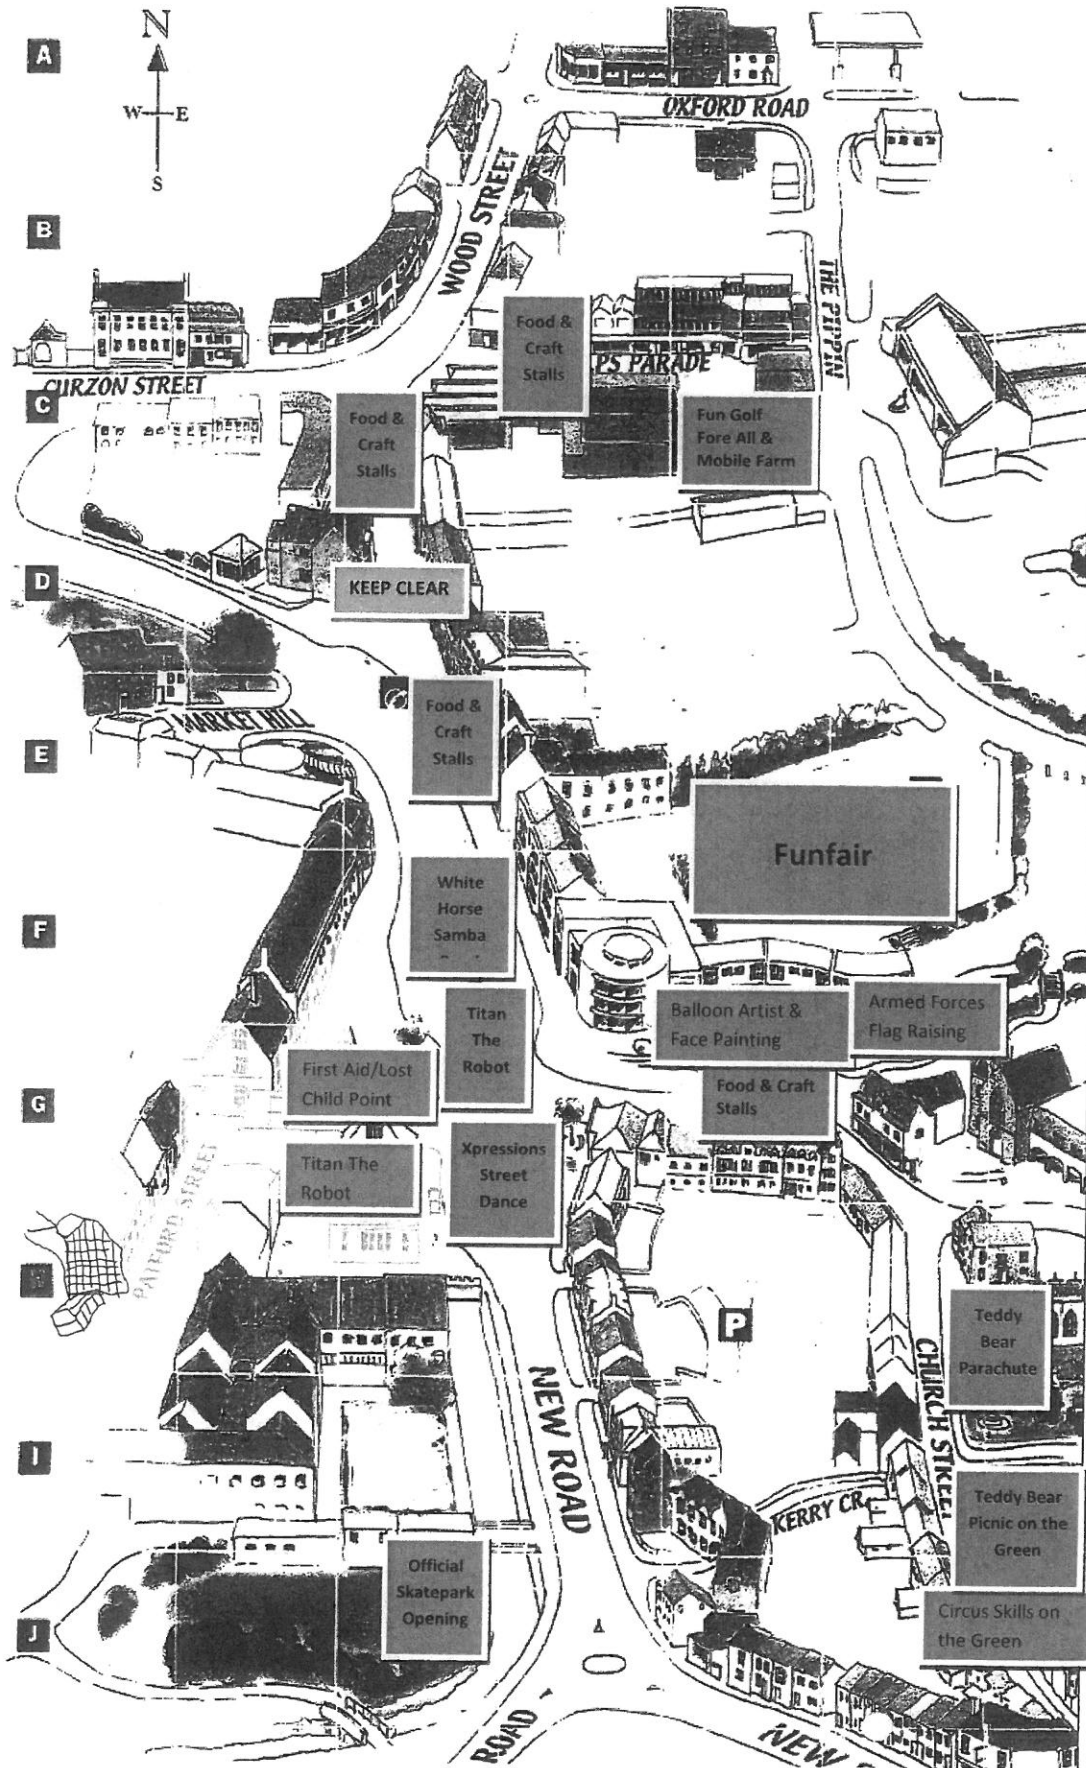 N
A
W
E
S
OXFORD ROAD
WOOD STREET
B
THE PIPPIN
Food &
Craft
Stalls
PS PARADE
CURZON STREET
C
Food &
Craft
Stalls
Fun Golf
Fore All &
Mobile Farm
D
KEEP CLEAR
MARKET HILL
Food &
Craft
Stalls
E
Funfair
White
Horse
Samba
F
Balloon Artist &
Face Painting
Armed Forces
Flag Raising
Titan
The
Robot
First Aid/Lost
Child Point
G
Food & Craft
Stalls
Titan The
Robot
Xpressions
Street
Dance
PATFORD STREET
P
Teddy
Bear
Parachute
CHURCH STREET
NEW ROAD
I
KERRY CR.
Teddy Bear
Picnic on the
Green
Official
Skatepark
Opening
Circus Skills on
the Green
J
ROAD
NEW